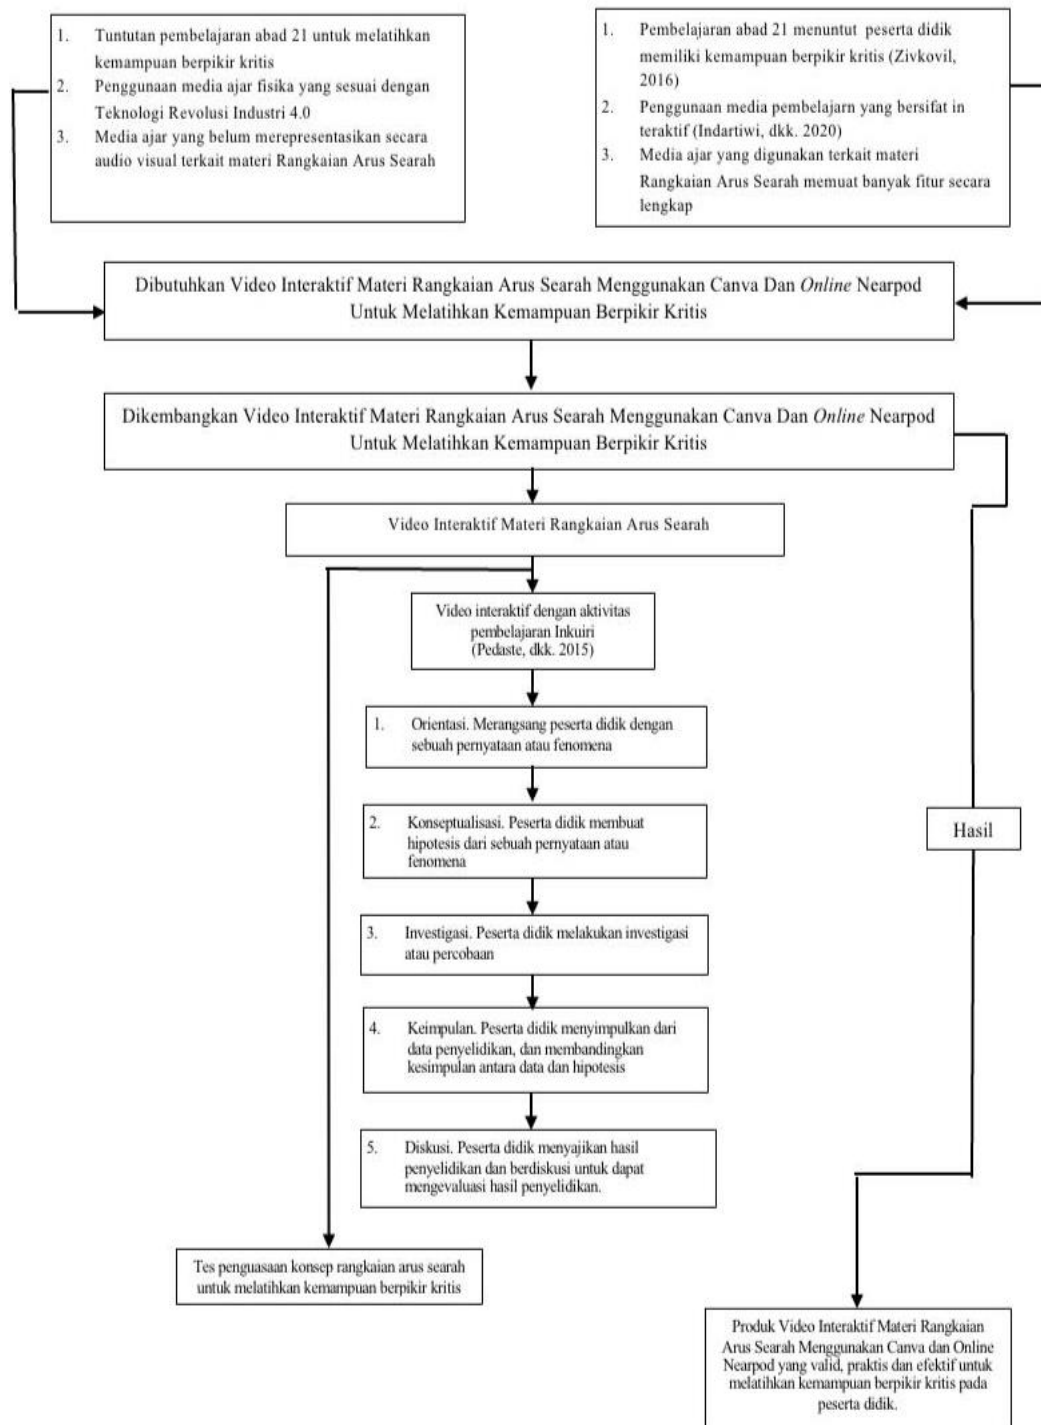 1. Tuntutan pembelajaran abad 21 untuk melatihkan
kemampuan berpikir kritis
2. Penggunaan media ajar fisika yang sesuai dengan
Teknologi Revolusi Industri 4.0
3. Media ajar yang belum merepresentasikan secara
audio visual terkait materi Rangkaian Arus Searah
1. Pembelajaran abad 21 menuntut peserta didik
memiliki kemampuan berpikir kritis (Zivkovil,
2016)
2. Penggunaan media pembelajarn yang bersifat in
teraktif (Indartiwi, dkk. 2020)
3. Media ajar yang digunakan terkait materi
Rangkaian Arus Searah memuat banyak fitur secara
lengkap
Dibutuhkan Video Interaktif Materi Rangkaian Arus Searah Menggunakan Canva Dan Online Nearpod
Untuk Melatihkan Kemampuan Berpikir Kritis
Dikembangkan Video Interaktif Materi Rangkaian Arus Searah Menggunakan Canva Dan Online Nearpod
Untuk Melatihkan Kemampuan Berpikir Kritis
Video Interaktif Materi Rangkaian Arus Searah
Video interaktif dengan aktivitas
pembelajaran Inkuiri
(Pedaste, dkk. 2015)
1. Orientasi. Merangsang peserta didik dengan
sebuah pernyataan atau fenomena
2. Konseptualisasi. Peserta didik membuat
hipotesis dari sebuah pernyataan atau
fenomena
Hasil
3. Investigasi. Peserta didik melakukan investigasi
atau percobaan
4. Keimpulan. Peserta didik menyimpulkan dari
data penyelidikan, dan membandingkan
kesimpulan antara data dan hipotesis
5. Diskusi. Peserta didik menyajikan hasil
penyelidikan dan berdiskusi untuk dapat
mengevaluasi hasil penyelidikan.
Tes penguasaan konsep rangkaian arus searah
untuk melatihkan kemampuan berpikir kritis
Produk Video Interaktif Materi Rangkaian
Arus Searah Menggunakan Canva dan Online
Nearpod yang valid, praktis dan efektif untuk
melatihkan kemampuan berpikir kritis pada
peserta didik.